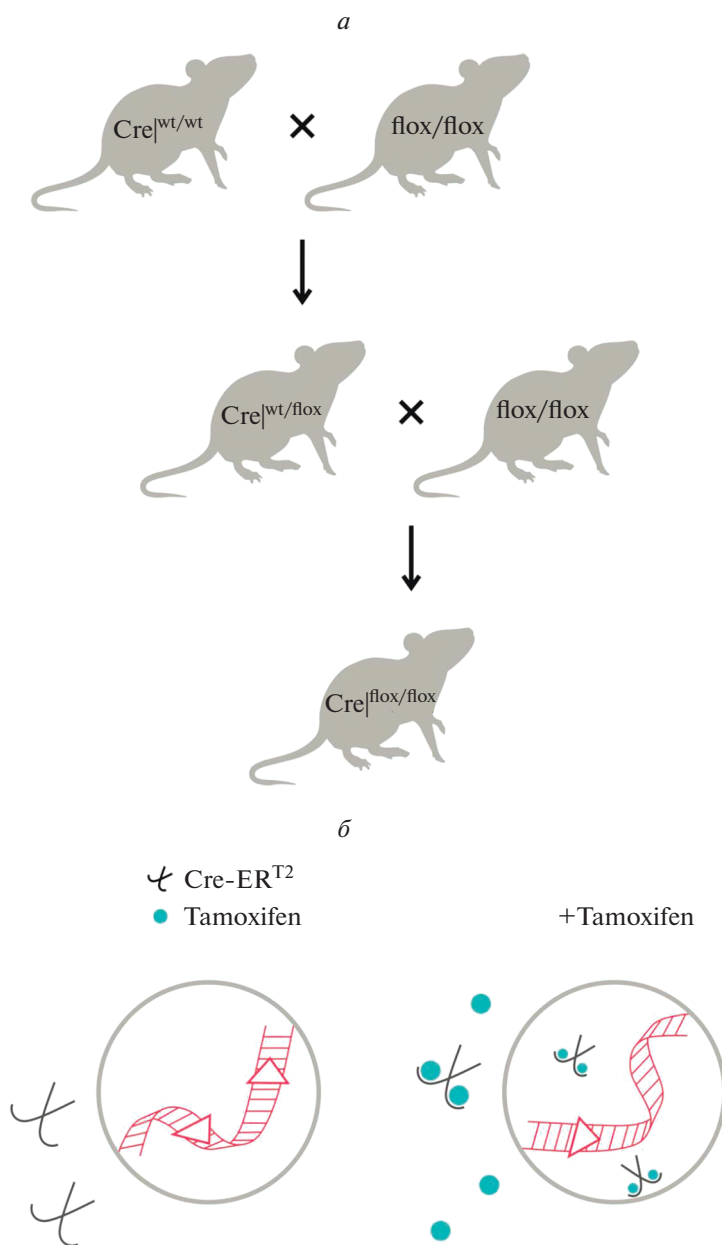 а
Cre|wt/wt × flox/flox
Cre|wt/flox × flox/flox
Cre|flox/flox
б
Cre-ERT2
Tamoxifen
+Tamoxifen